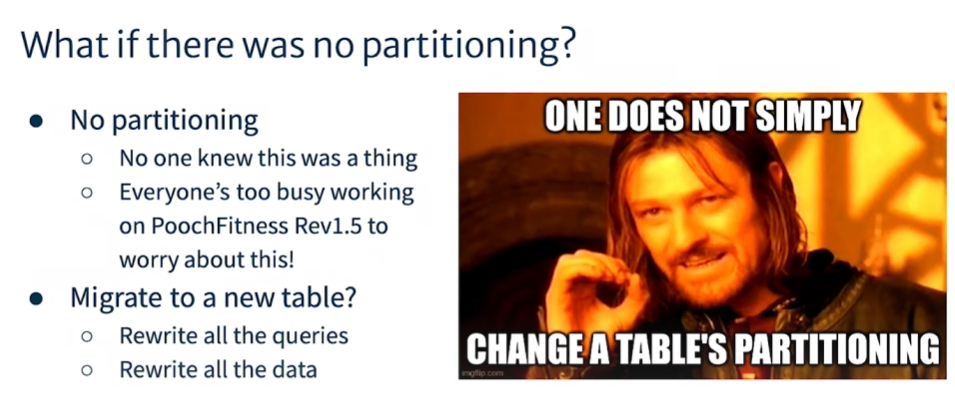 What if there was no partitioning?
● No partitioning
○ No one knew this was a thing
○ Everyone's too busy working
on PoochFitness Rev1.5 to
worry about this!
● Migrate to a new table?
○ Rewrite all the queries
○ Rewrite all the data
ONE DOES NOT SIMPLY
CHANGE A TABLE'S PARTITIONING
imgflip.com